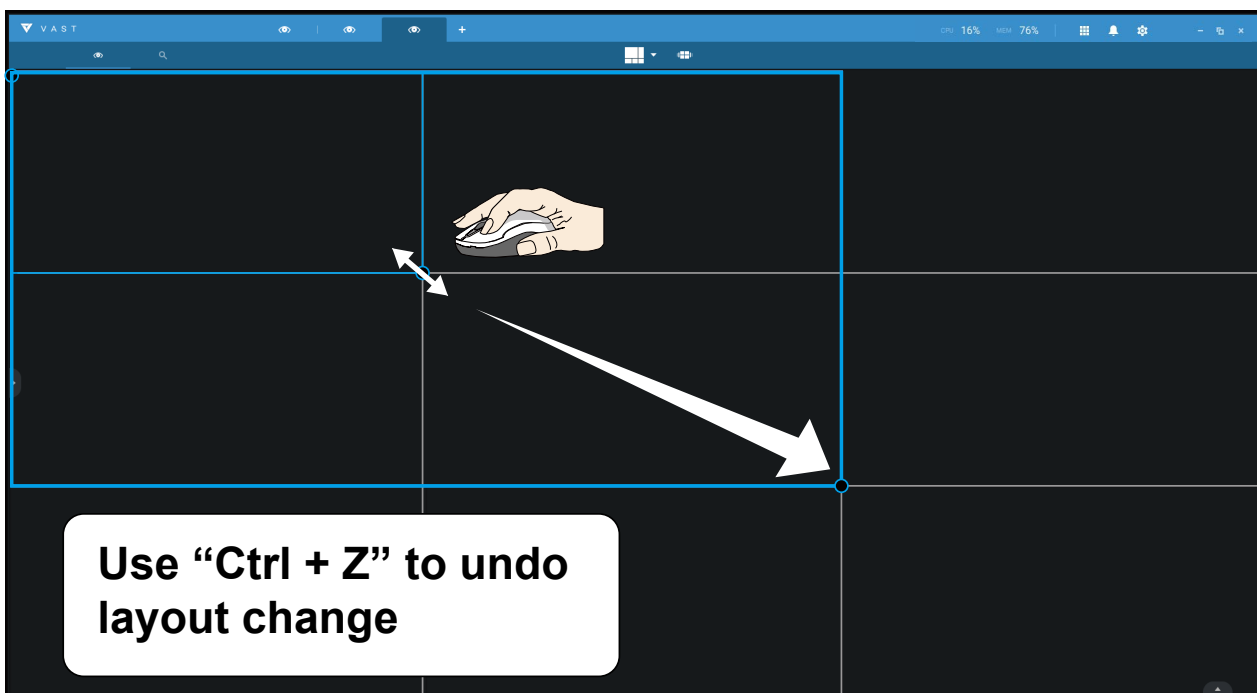 VAST
+
CPU 16% MEM 76%
Use “Ctrl + Z” to undo
layout change